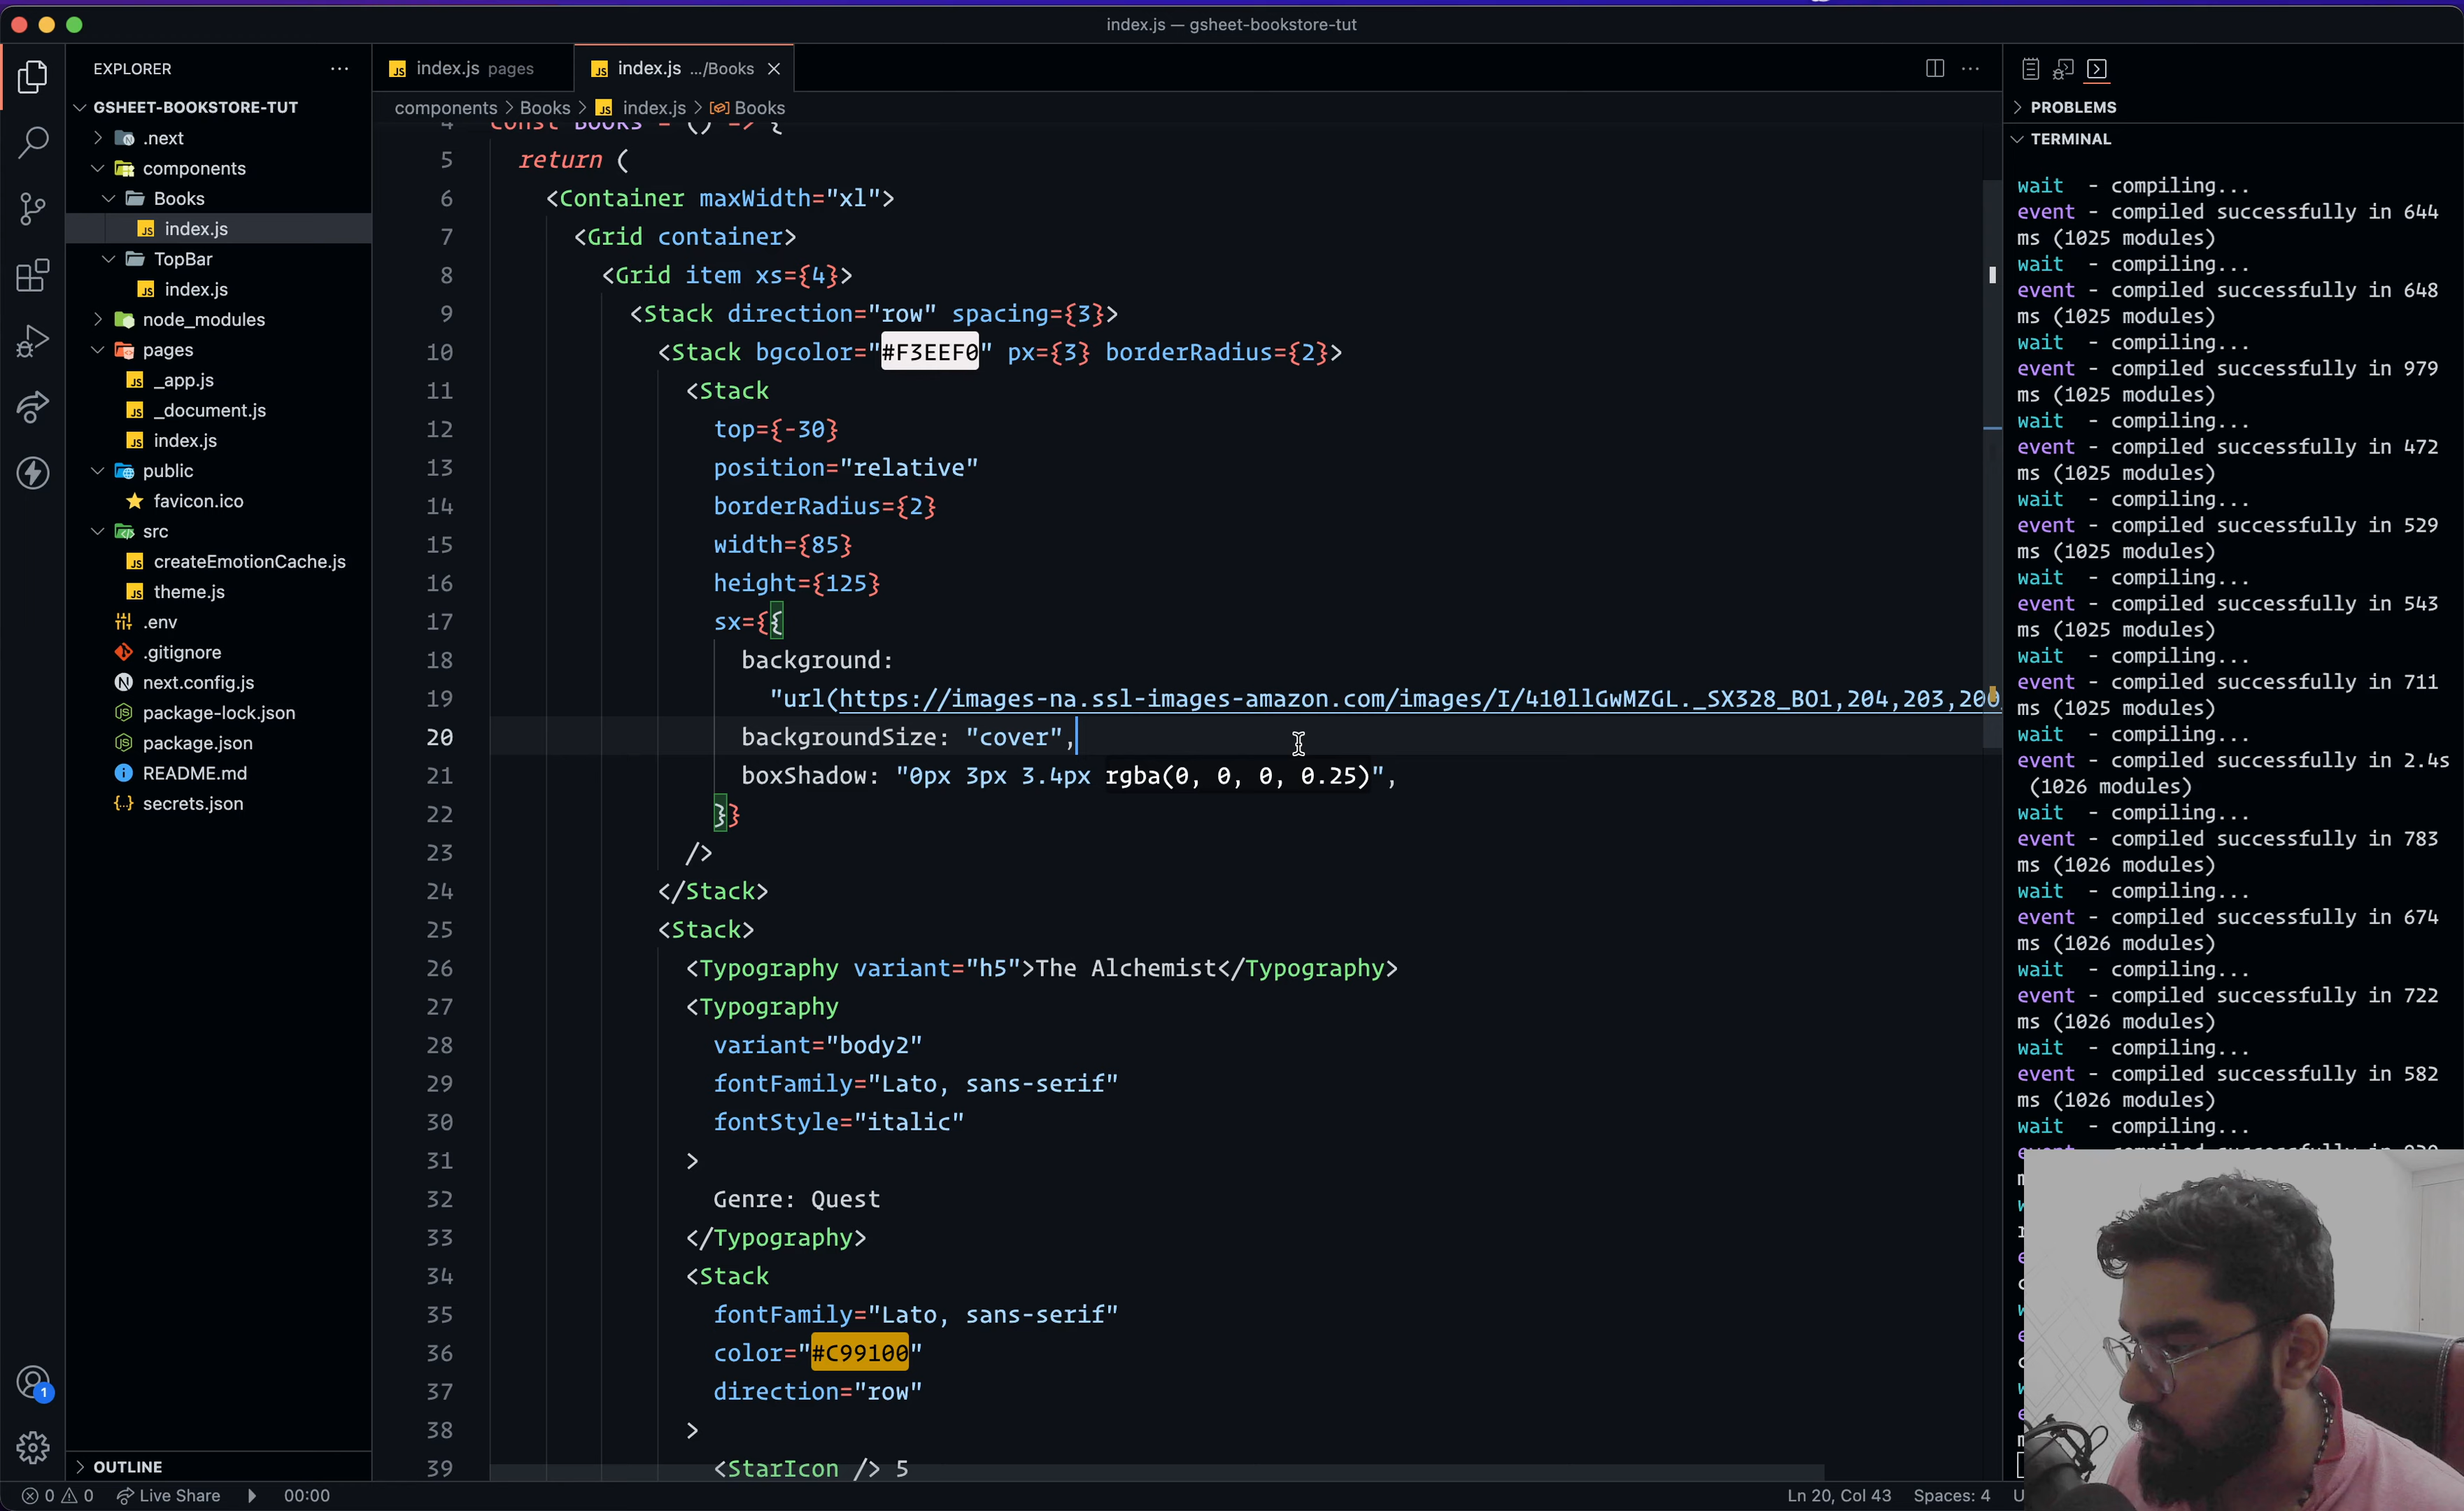 index.js — gsheet-bookstore-tut
EXPLORER
GSHEET-BOOKSTORE-TUT
.next
components
Books
index.js
TopBar
index.js
node_modules
pages
_app.js
_document.js
index.js
public
favicon.ico
src
createEmotionCache.js
theme.js
.env
.gitignore
next.config.js
package-lock.json
package.json
README.md
secrets.json
OUTLINE
index.js pages
index.js .../Books
components > Books > index.js > Books
4 const Books = () => {
5 return (
6 <Container maxWidth="xl">
7 <Grid container>
8 <Grid item xs={4}>
9 <Stack direction="row" spacing={3}>
10 <Stack bgcolor="#F3EEF0" px={3} borderRadius={2}>
11 <Stack
12 top={-30}
13 position="relative"
14 borderRadius={2}
15 width={85}
16 height={125}
17 sx={{
18 background:
19 "url(https://images-na.ssl-images-amazon.com/images/I/410llGwMZGL._SX328_BO1,204,203,200
20 backgroundSize: "cover",
21 boxShadow: "0px 3px 3.4px rgba(0, 0, 0, 0.25)",
22 }}
23 />
24 </Stack>
25 <Stack>
26 <Typography variant="h5">The Alchemist</Typography>
27 <Typography
28 variant="body2"
29 fontFamily="Lato, sans-serif"
30 fontStyle="italic"
31 >
32 Genre: Quest
33 </Typography>
34 <Stack
35 fontFamily="Lato, sans-serif"
36 color="#C99100"
37 direction="row"
38 >
39 <StarIcon /> 5
PROBLEMS
TERMINAL
wait - compiling...
event - compiled successfully in 644
ms (1025 modules)
wait - compiling...
event - compiled successfully in 648
ms (1025 modules)
wait - compiling...
event - compiled successfully in 979
ms (1025 modules)
wait - compiling...
event - compiled successfully in 472
ms (1025 modules)
wait - compiling...
event - compiled successfully in 529
ms (1025 modules)
wait - compiling...
event - compiled successfully in 543
ms (1025 modules)
wait - compiling...
event - compiled successfully in 711
ms (1025 modules)
wait - compiling...
event - compiled successfully in 2.4s
(1026 modules)
wait - compiling...
event - compiled successfully in 783
ms (1026 modules)
wait - compiling...
event - compiled successfully in 674
ms (1026 modules)
wait - compiling...
event - compiled successfully in 722
ms (1026 modules)
wait - compiling...
event - compiled successfully in 582
ms (1026 modules)
wait - compiling...
1
0 0 Live Share 00:00
Ln 20, Col 43 Spaces: 4